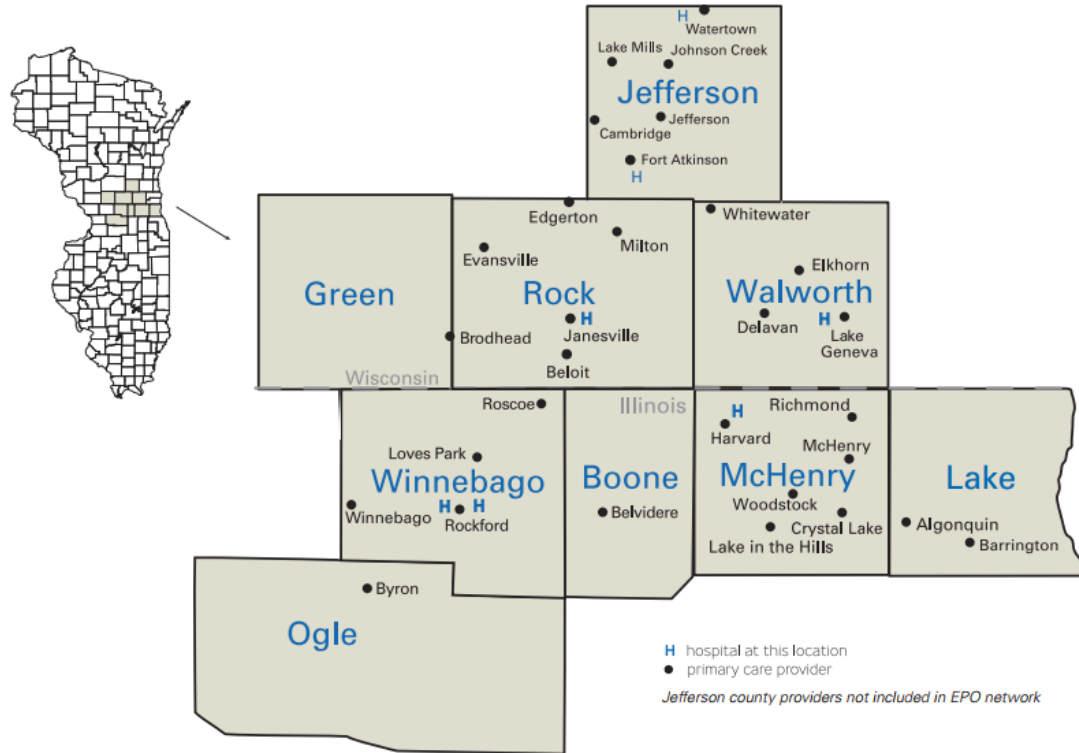 H
Watertown
Lake Mills
Johnson Creek
Jefferson
Jefferson
Cambridge
Fort Atkinson
H
Edgerton
Milton
Evansville
Rock
H
Janesville
Beloit
Green
Brodhead
Wisconsin
Whitewater
Elkhorn
Walworth
Delavan
H
Lake
Geneva
Roscoe
Loves Park
Winnebago
H H
Winnebago
Rockford
Illinois
Boone
Belvidere
H
Harvard
Richmond
McHenry
McHenry
Woodstock
Crystal Lake
Lake in the Hills
Lake
Algonquin
Barrington
Byron
Ogle
H hospital at this location
primary care provider
Jefferson county providers not included in EPO network